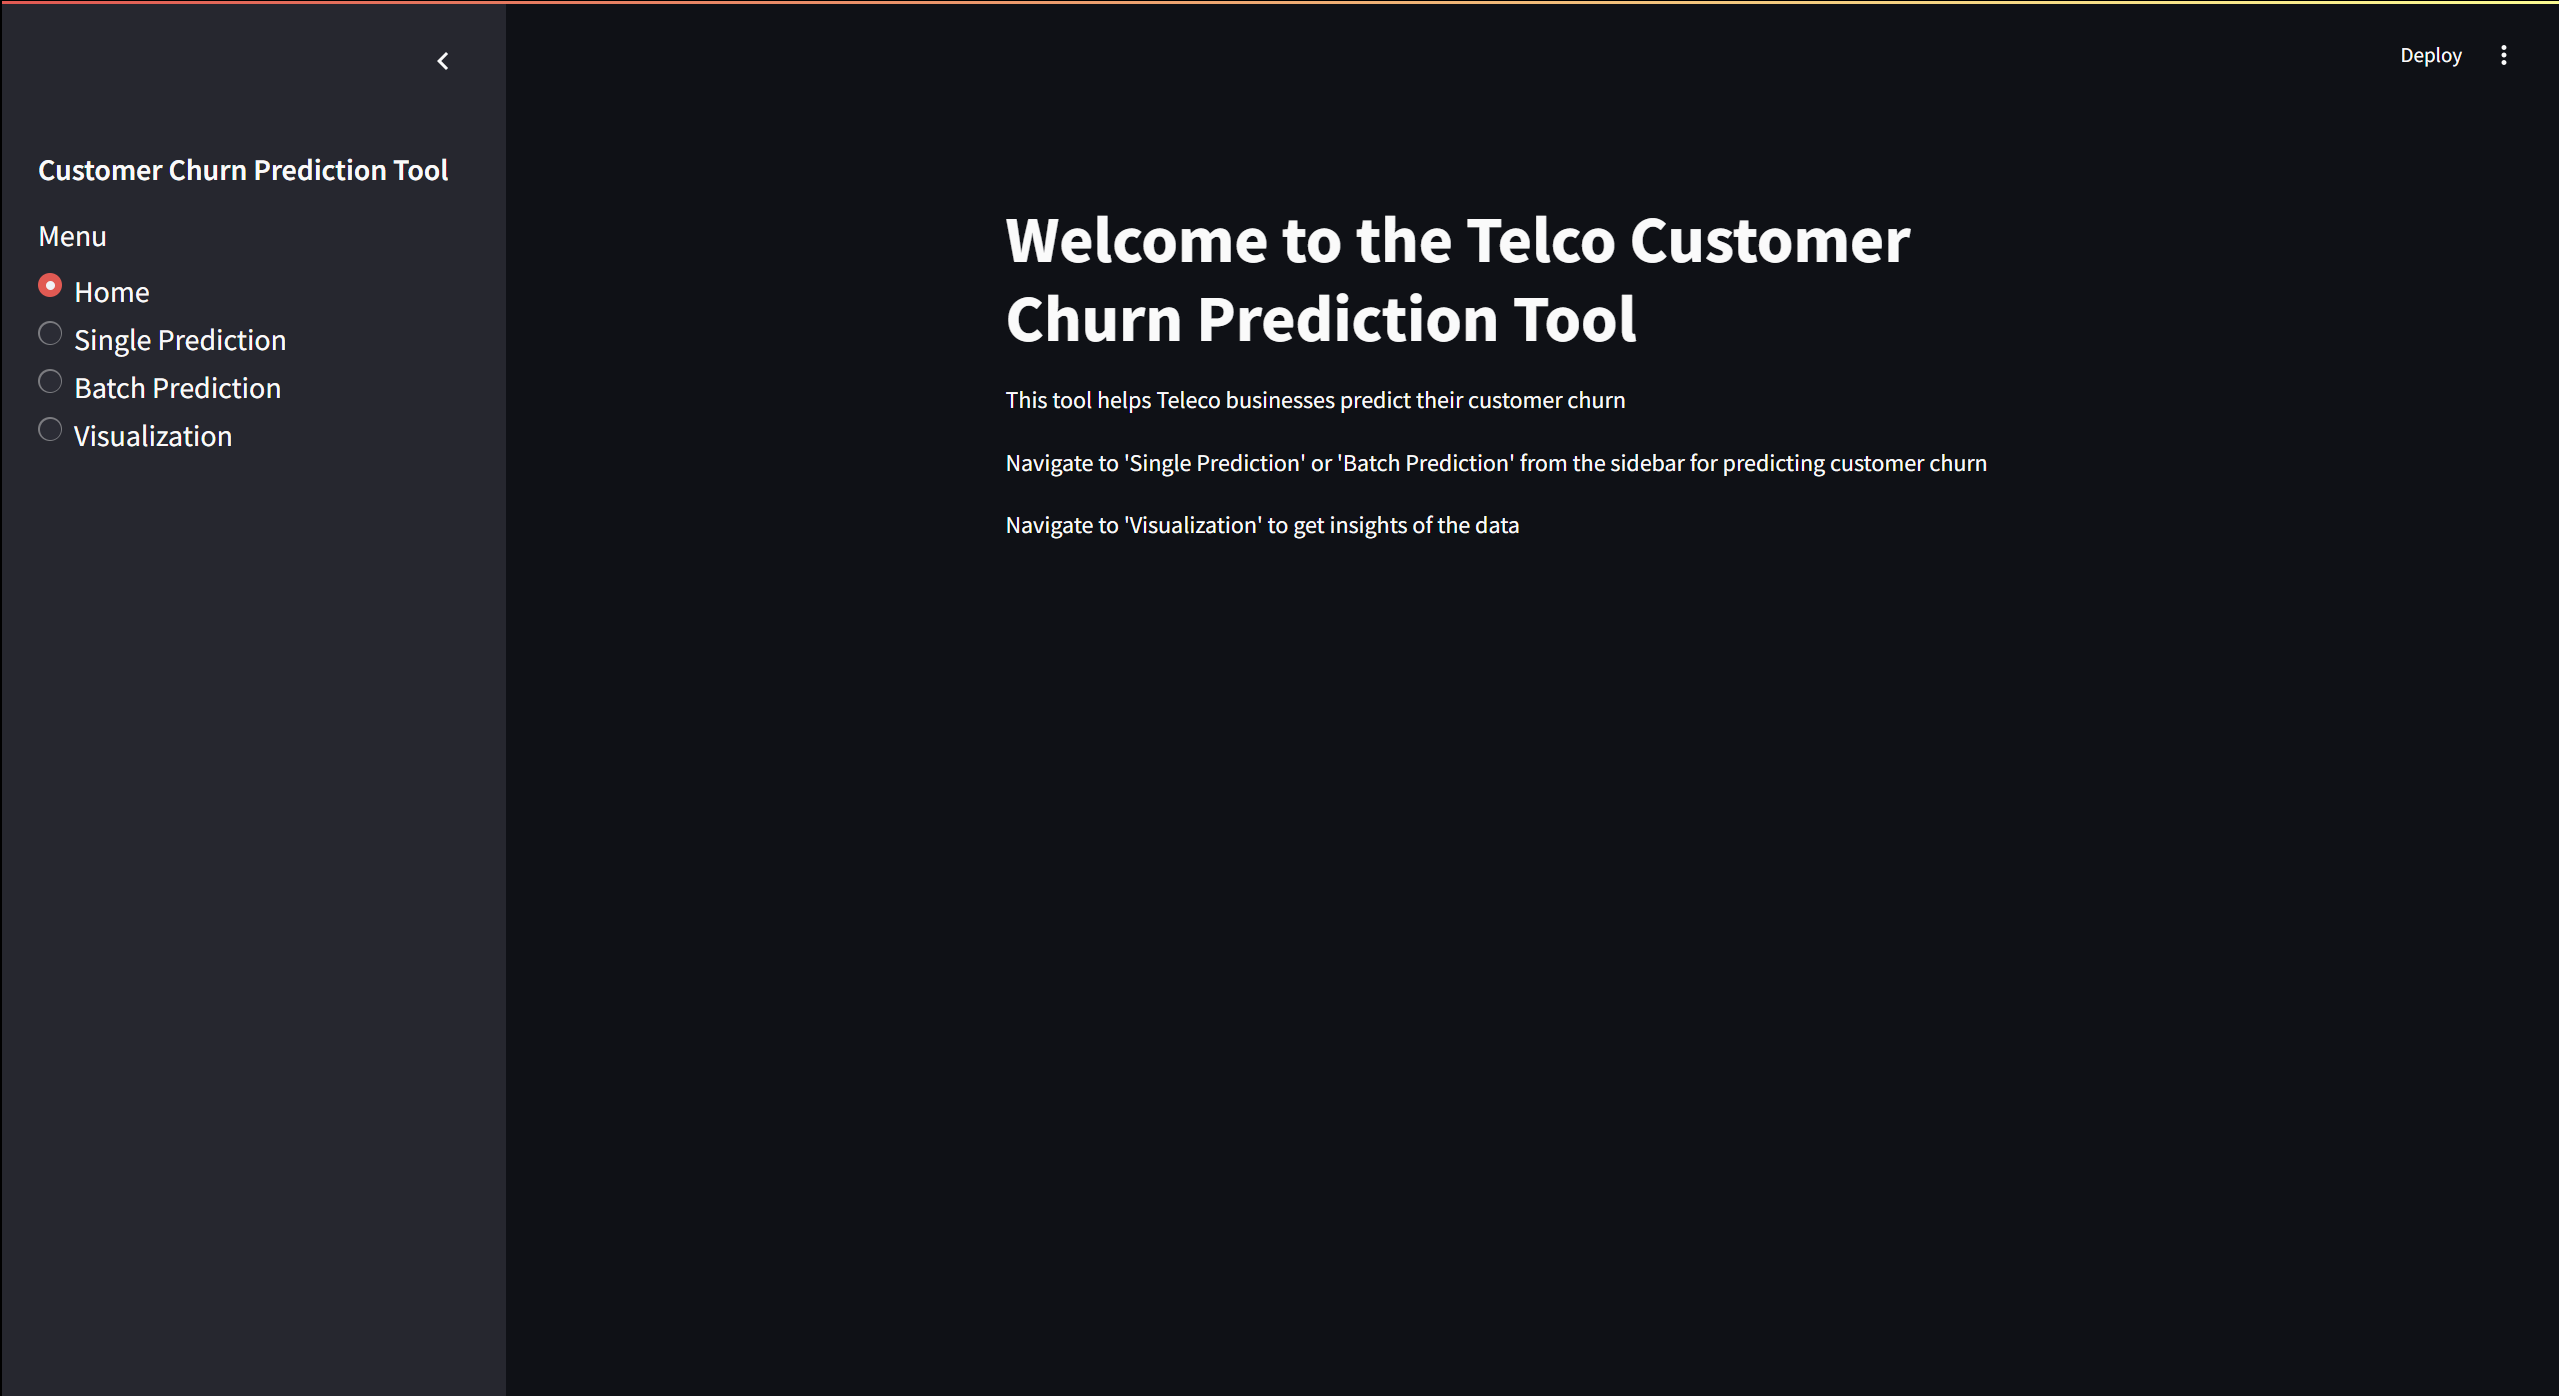 Deploy
Customer Churn Prediction Tool
Menu
Home
Single Prediction
Batch Prediction
Visualization
Welcome to the Telco Customer
Churn Prediction Tool
This tool helps Teleco businesses predict their customer churn
Navigate to 'Single Prediction' or 'Batch Prediction' from the sidebar for predicting customer churn
Navigate to 'Visualization' to get insights of the data